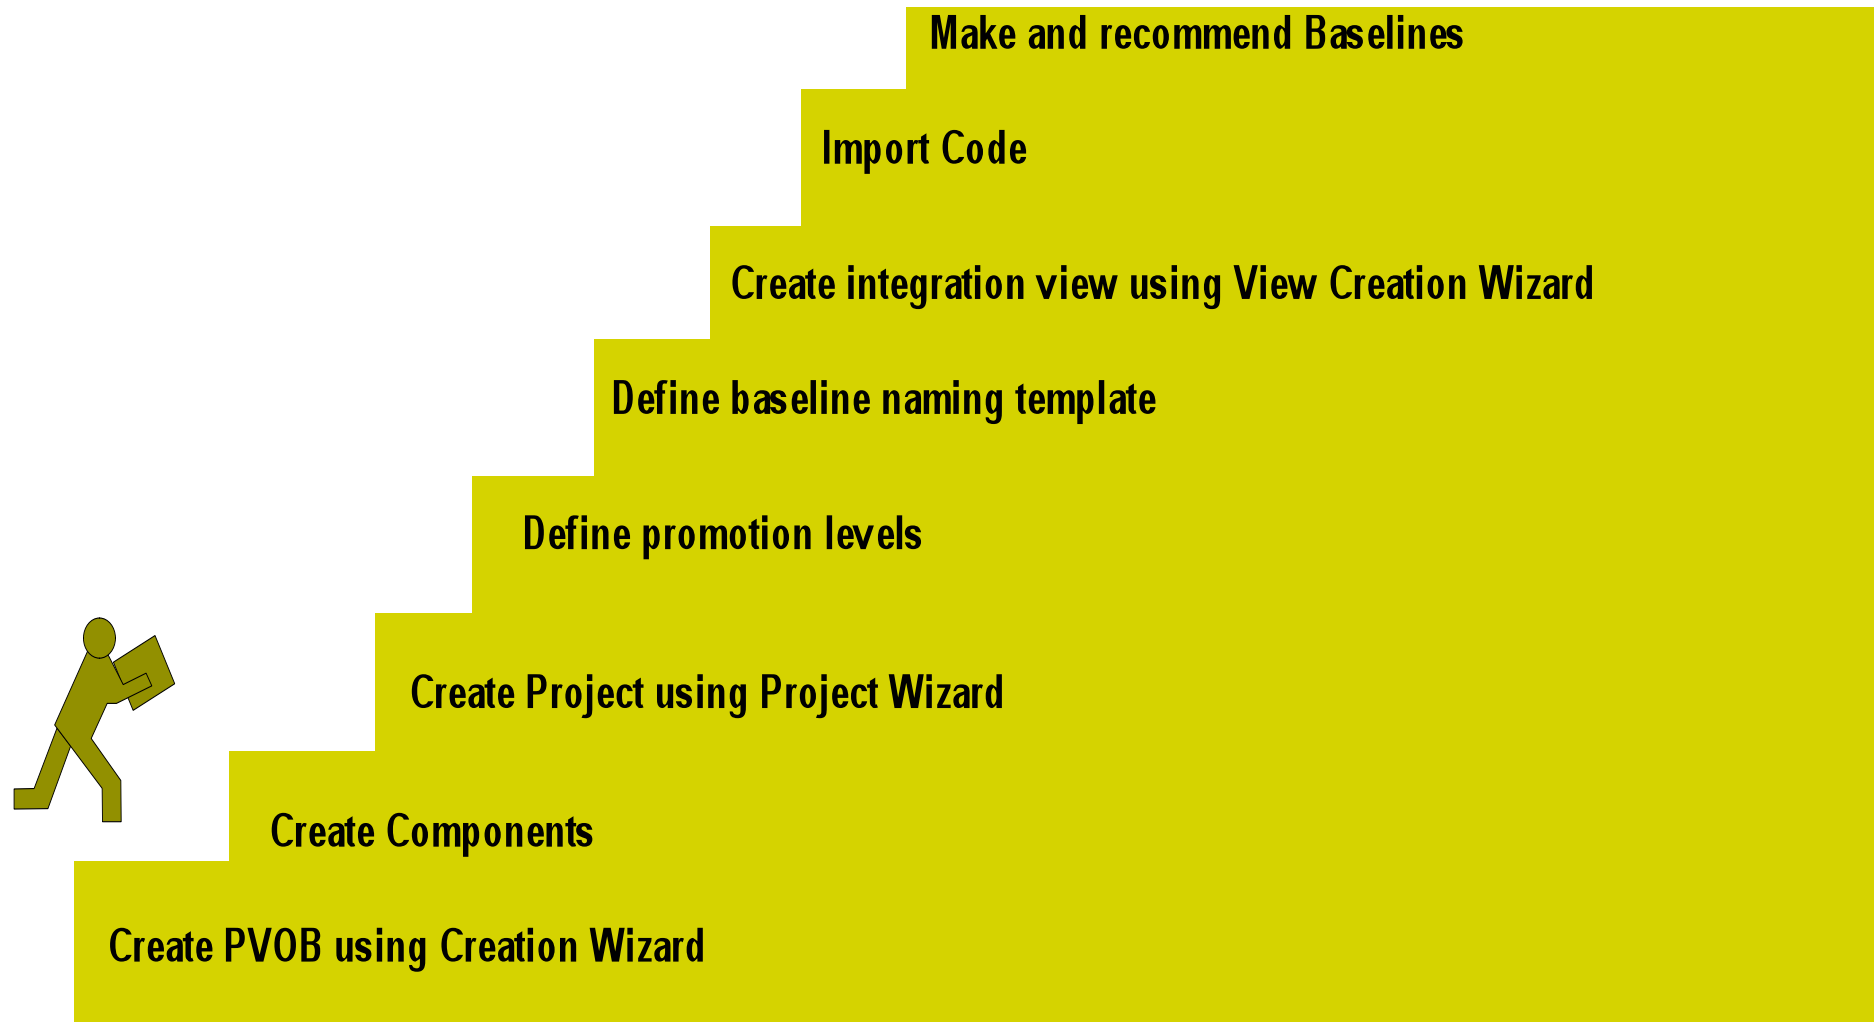 Make and recommend Baselines
Import Code
Create integration view using View Creation Wizard
Define baseline naming template
Define promotion levels
Create Project using Project Wizard
Create Components
Create PVOB using Creation Wizard